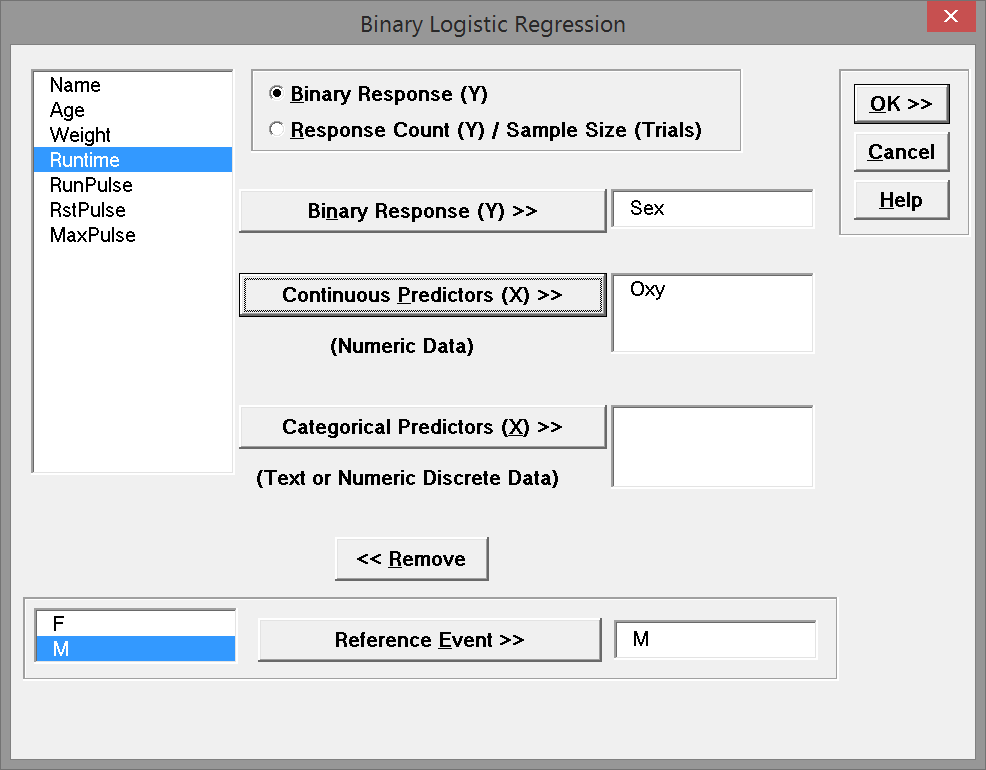 Binary Logistic Regression
Name
Age
Weight
Runtime
RunPulse
RstPulse
MaxPulse
Binary Response (Y)
Response Count (Y) / Sample Size (Trials)
OK >>
Cancel
Help
Binary Response (Y) >>
Sex
Continuous Predictors (X) >>
Oxy
(Numeric Data)
Categorical Predictors (X) >>
(Text or Numeric Discrete Data)
<< Remove
F
M
Reference Event >>
M